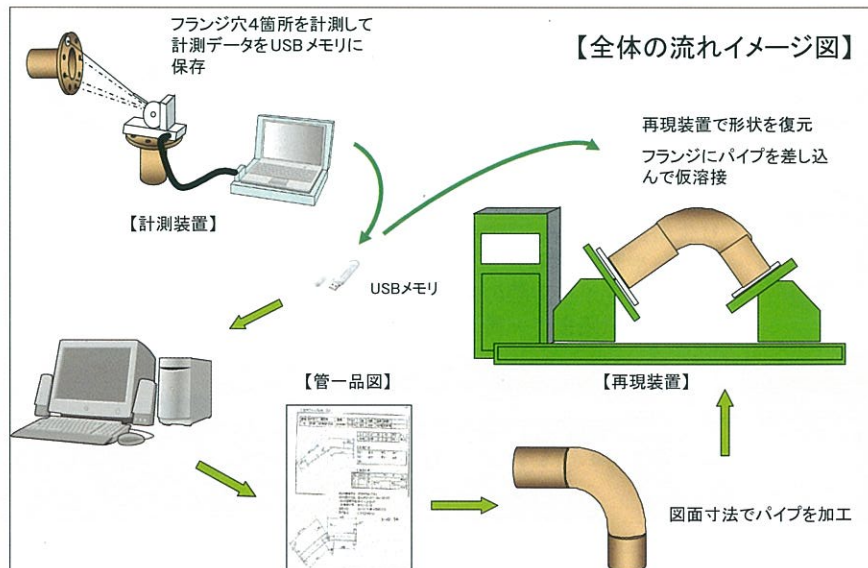 フランジ穴4箇所を計測して
計測データをUSBメモリに
保存
【全体の流れイメージ図】
再現装置で形状を復元
フランジにパイプを差し込
んで仮溶接
【計測装置】
USBメモリ
【管一品図】
【再現装置】
図面寸法でパイプを加工